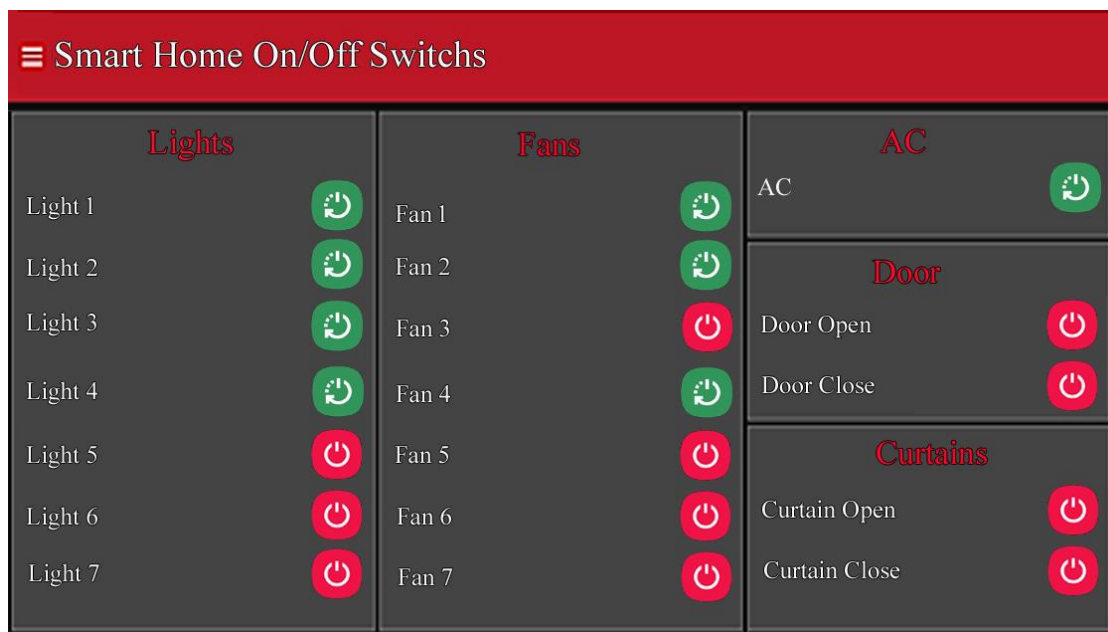 Smart Home On/Off Switchs
Lights
Light 1
Light 2
Light 3
Light 4
Light 5
Light 6
Light 7
Fans
Fan 1
Fan 2
Fan 3
Fan 4
Fan 5
Fan 6
Fan 7
AC
AC
Door
Door Open
Door Close
Curtains
Curtain Open
Curtain Close